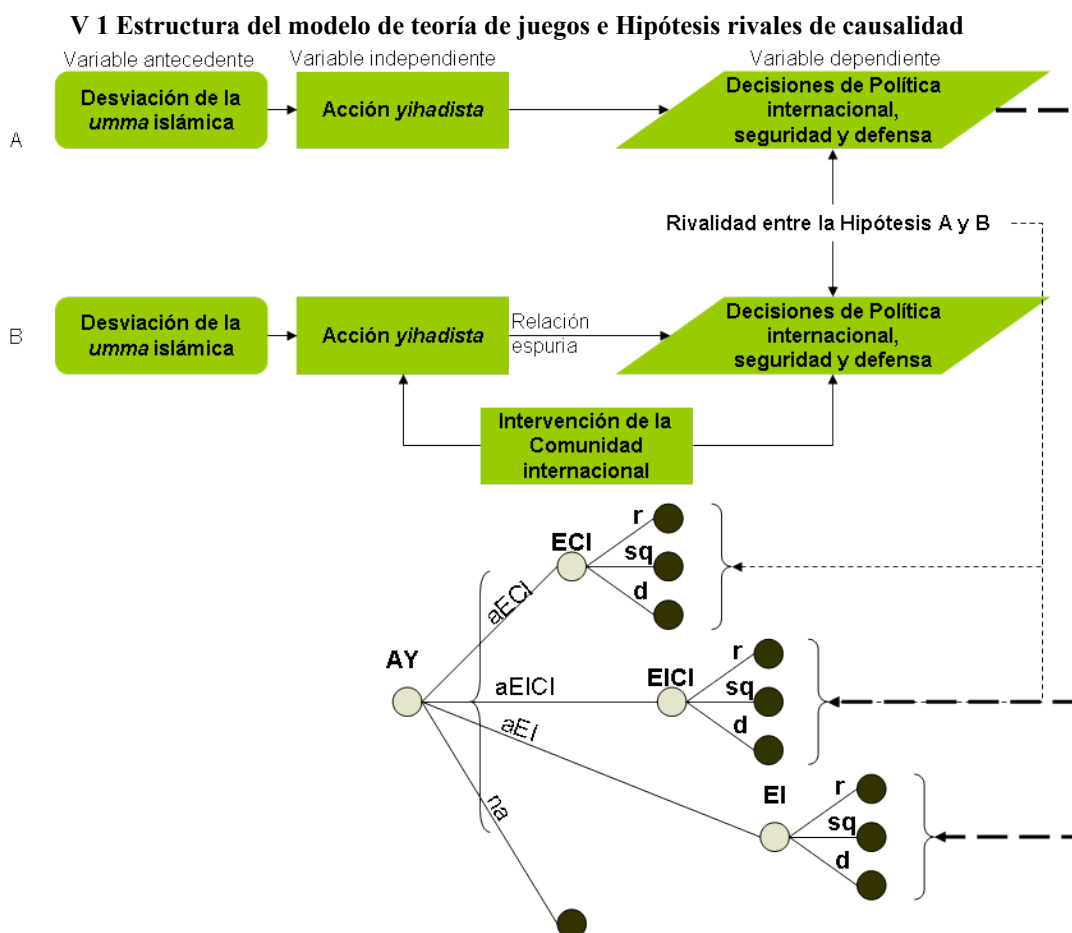 V 1 Estructura del modelo de teoría de juegos e Hipótesis rivales de causalidad
Variable antecedente
Variable independiente
Variable dependiente
A
Desviación de la
umma islámica
Acción yihadista
Decisiones de Política
internacional,
seguridad y defensa
Rivalidad entre la Hipótesis A y B
B
Desviación de la
umma islámica
Acción yihadista
Relación
espuria
Decisiones de Política
internacional,
seguridad y defensa
Intervención de la
Comunidad
internacional
ECI
r
sq
d
aECI
AY
aEICI
EICI
r
sq
d
aEI
EI
r
sq
d
na